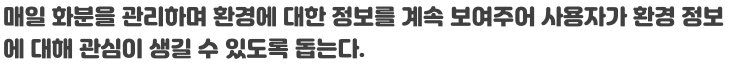 매일 화분을 관리하며 환경에 대한 정보를 계속 보여주어 사용자가 환경 정보
에 대해 관심이 생길 수 있도록 돕는다.